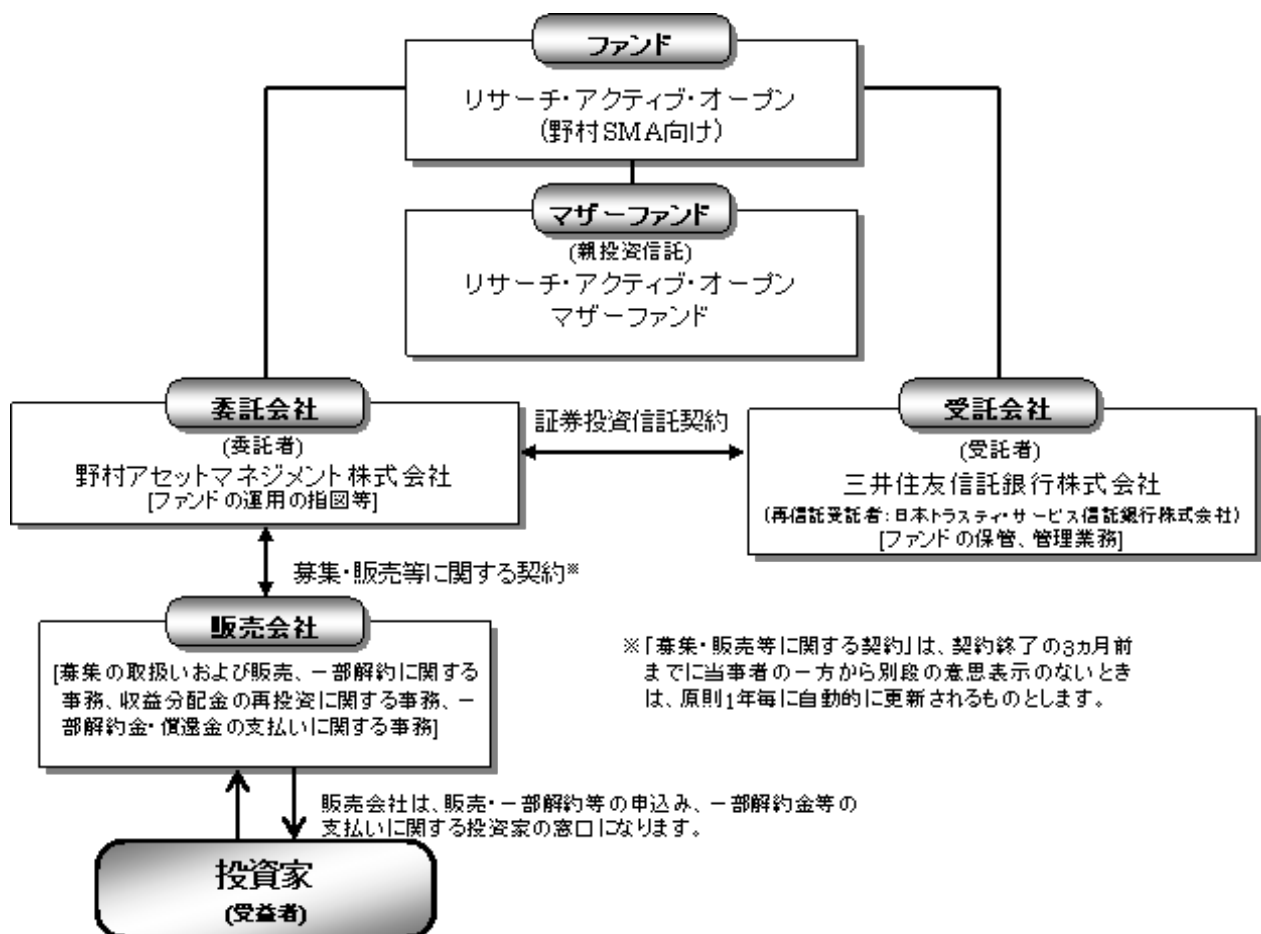 ファンド
リサーチ・アクティブ・オープン
(野村SMA向け)
マザーファンド
(親投資信託)
リサーチ・アクティブ・オープン
マザーファンド
委託会社
(委託者)
野村アセットマネジメント株式会社
[ファンドの運用の指図等]
証券投資信託契約
受託会社
(受託者)
三井住友信託銀行株式会社
(再信託受託者:日本トラスティ・サービス信託銀行株式会社)
[ファンドの保管、管理業務]
募集・販売等に関する契約※
販売会社
[募集の取扱いおよび販売、一部解約に関する
事務、収益分配金の再投資に関する事務、一
部解約金・償還金の支払いに関する事務]
※「募集・販売等に関する契約」は、契約終了の3ヵ月前
までに当事者の一方から別段の意思表示のないとき
は、原則1年毎に自動的に更新されるものとします。
販売会社は、販売・一部解約等の申込み、一部解約金等の
支払いに関する投資家の窓口になります。
投資家
(受益者)